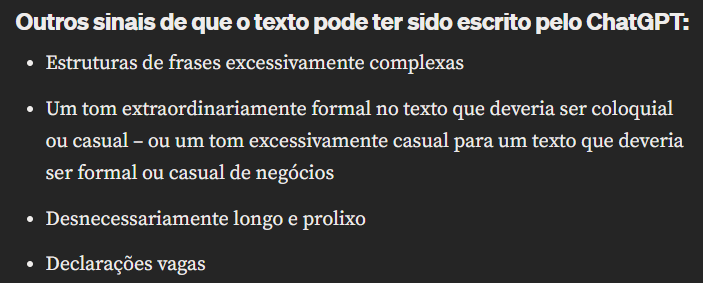 Outros sinais de que o texto pode ter sido escrito pelo ChatGPT:
• Estruturas de frases excessivamente complexas
• Um tom extraordinariamente formal no texto que deveria ser coloquial
ou casual – ou um tom excessivamente casual para um texto que deveria
ser formal ou casual de negócios
• Desnecessariamente longo e prolixo
• Declarações vagas